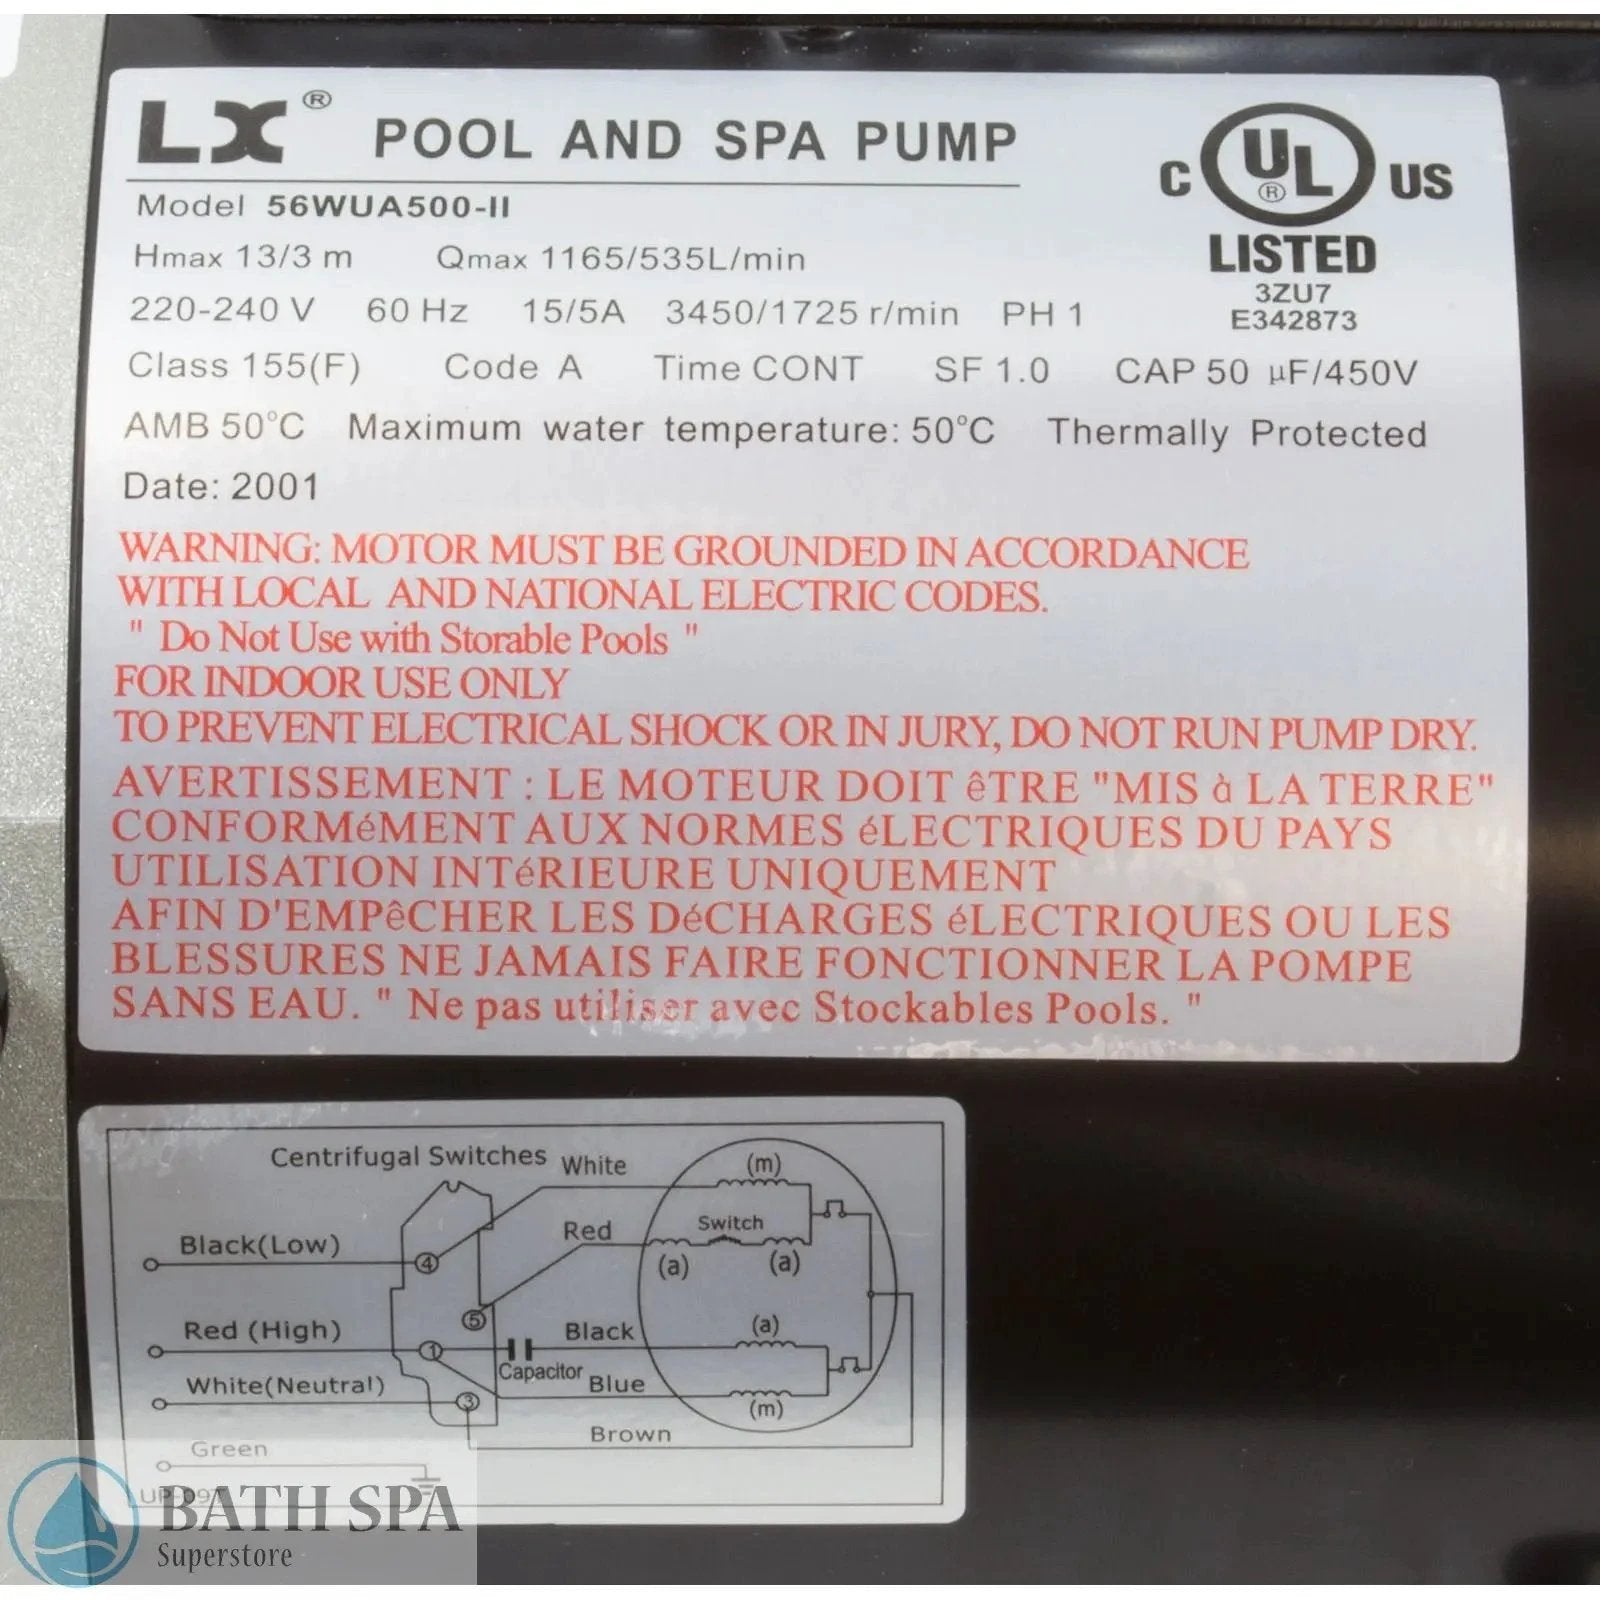 LX® POOL AND SPA PUMP
Model 56WUA500-II
Hmax 13/3 m Qmax 1165/535L/min
220-240 V 60 Hz 15/5A 3450/1725 r/min PH 1
Class 155(F) Code A Time CONT SF 1.0 CAP 50 µF/450V
AMB 50°C Maximum water temperature: 50°C Thermally Protected
Date: 2001
C UL® US
LISTED
3ZU7
E342873
WARNING: MOTOR MUST BE GROUNDED IN ACCORDANCE
WITH LOCAL AND NATIONAL ELECTRIC CODES.
" Do Not Use with Storable Pools "
FOR INDOOR USE ONLY
TO PREVENT ELECTRICAL SHOCK OR IN JURY, DO NOT RUN PUMP DRY.
AVERTISSEMENT : LE MOTEUR DOIT êTRE "MIS à LA TERRE"
CONFORMéMENT AUX NORMES éLECTRIQUES DU PAYS
UTILISATION INTéRIEURE UNIQUEMENT
AFIN D'EMPêCHER LES DéCHARGES éLECTRIQUES OU LES
BLESSURES NE JAMAIS FAIRE FONCTIONNER LA POMPE
SANS EAU. " Ne pas utiliser avec Stockables Pools. "
Centrifugal Switches White (m)
Red Switch
Black(Low) 4 (a) (a)
5
Red (High) 1 Black (a)
Capacitor
White(Neutral) 3 Blue (m)
Brown
Green
BATH SPA
Superstore